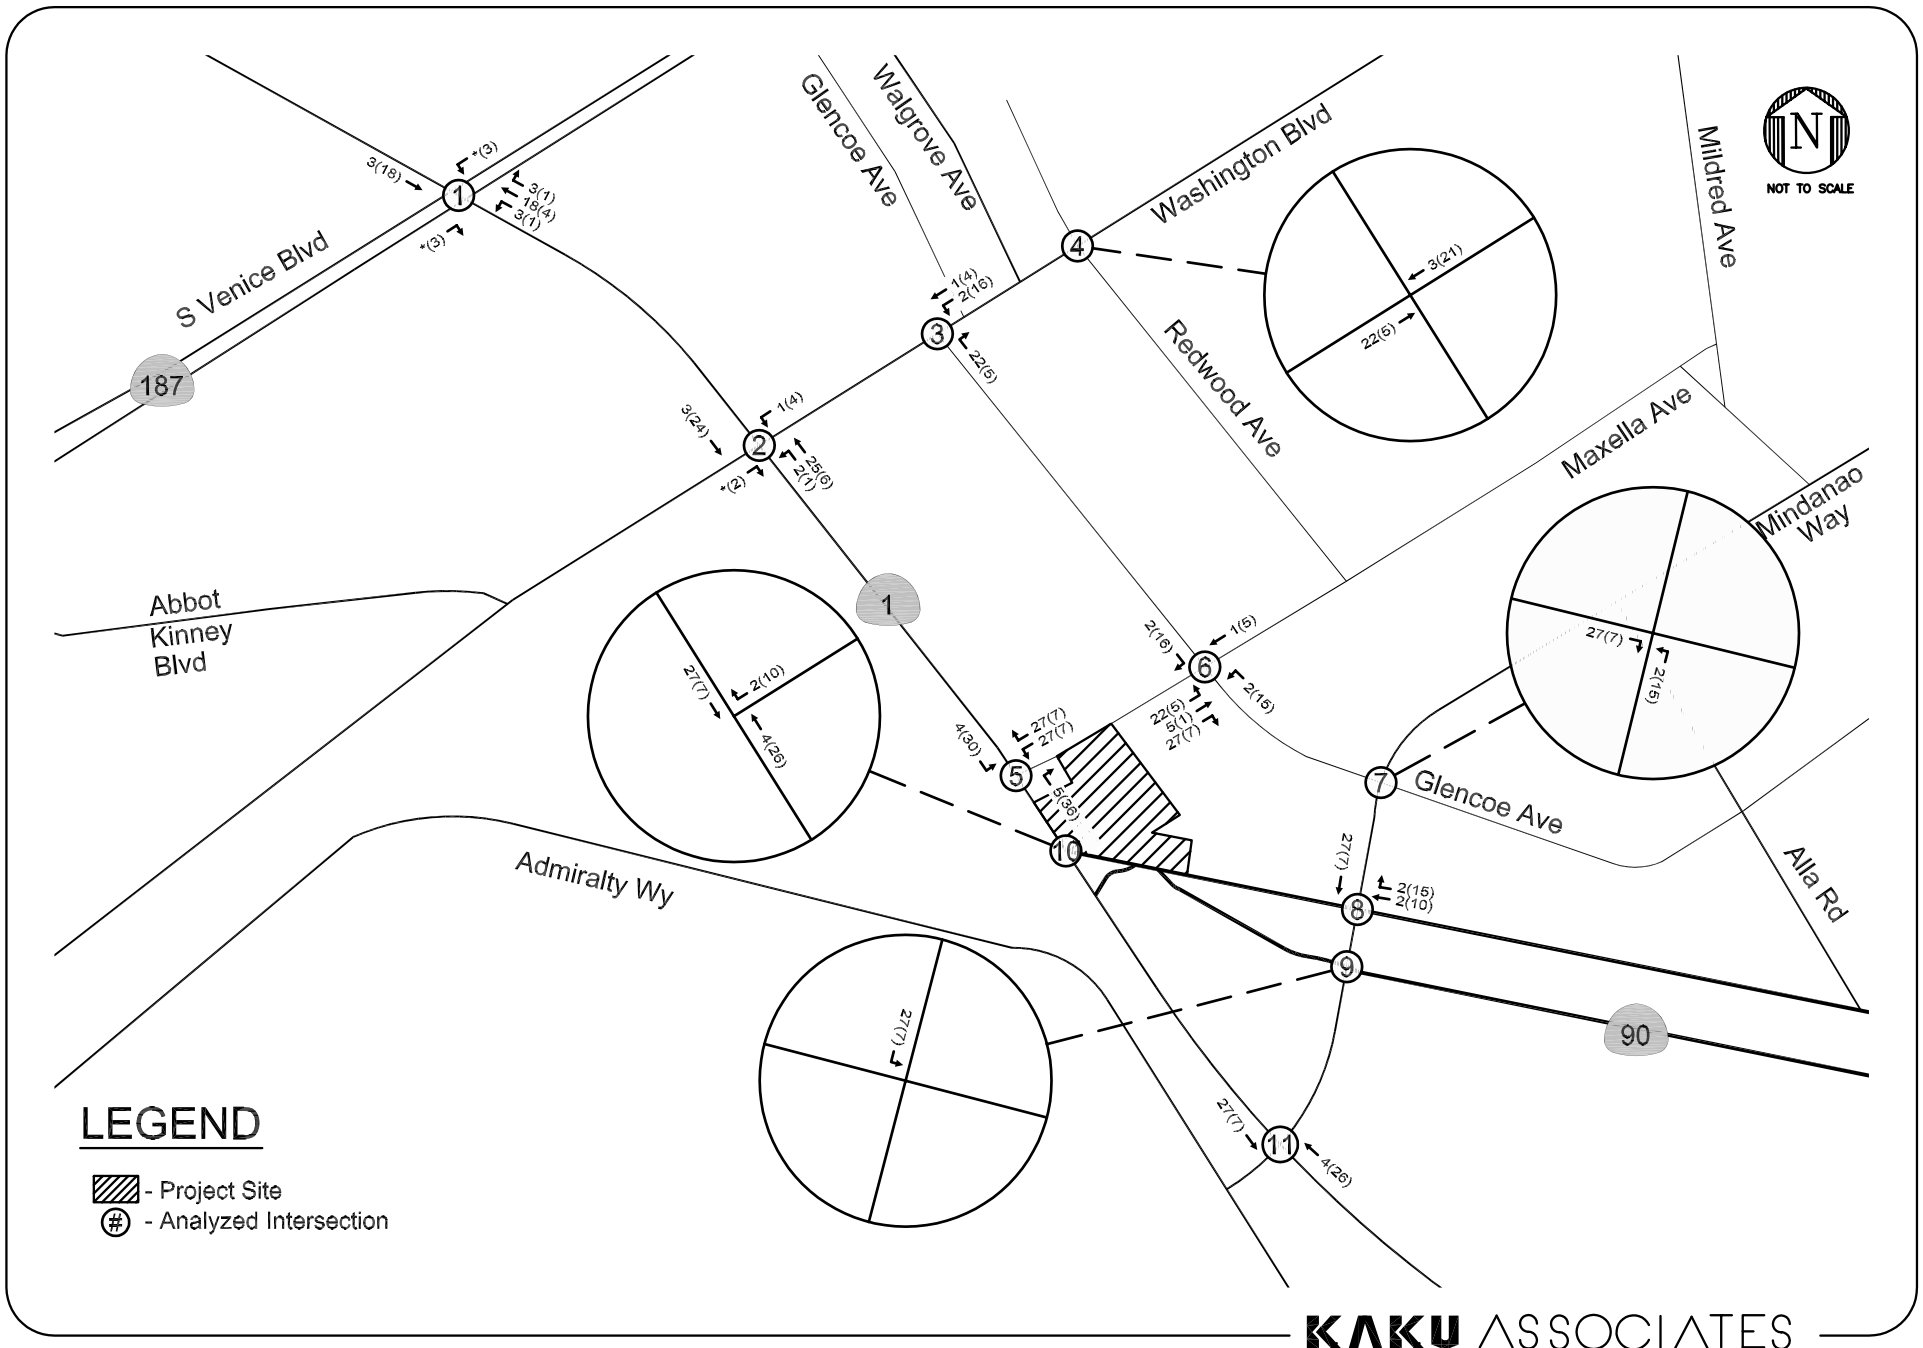 Glencoe Ave
Walgrove Ave
Washington Blvd
Mildred Ave
N
NOT TO SCALE
*(3)
3(18)
1
3(1)
18(4)
3(1)
*(3)
S Venice Blvd
187
4
3(21)
22(5)
1(4)
2(16)
3
22(5)
Redwood Ave
Maxella Ave
1(4)
3(24)
2
25(6)
2(1)
*(2)
Mindanao
Way
Abbot
Kinney
Blvd
1
27(7)
2(10)
4(26)
2(16)
1(5)
6
2(15)
22(5)
5(1)
27(7)
27(7)
2(15)
27(7)
27(7)
4(30)
5
5(36)
10
7
Glencoe Ave
Alla Rd
Admiralty Wy
27(7)
2(15)
2(10)
8
9
90
27(7)
27(7)
11
4(26)
LEGEND
- Project Site
# - Analyzed Intersection
KAKU ASSOCIATES